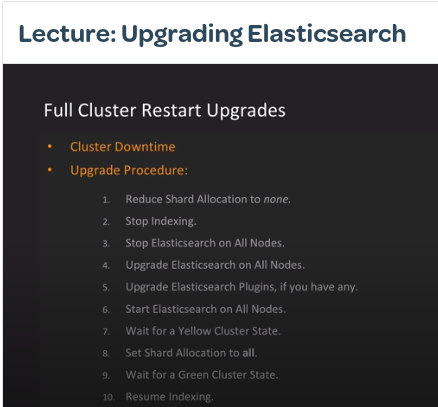 Lecture: Upgrading Elasticsearch
Full Cluster Restart Upgrades
• Cluster Downtime
• Upgrade Procedure:
1. Reduce Shard Allocation to none.
2. Stop Indexing.
3. Stop Elasticsearch on All Nodes.
4. Upgrade Elasticsearch on All Nodes.
5. Upgrade Elasticsearch Plugins, if you have any.
6. Start Elasticsearch on All Nodes.
7. Wait for a Yellow Cluster State.
8. Set Shard Allocation to all.
9. Wait for a Green Cluster State.
10. Resume Indexing.